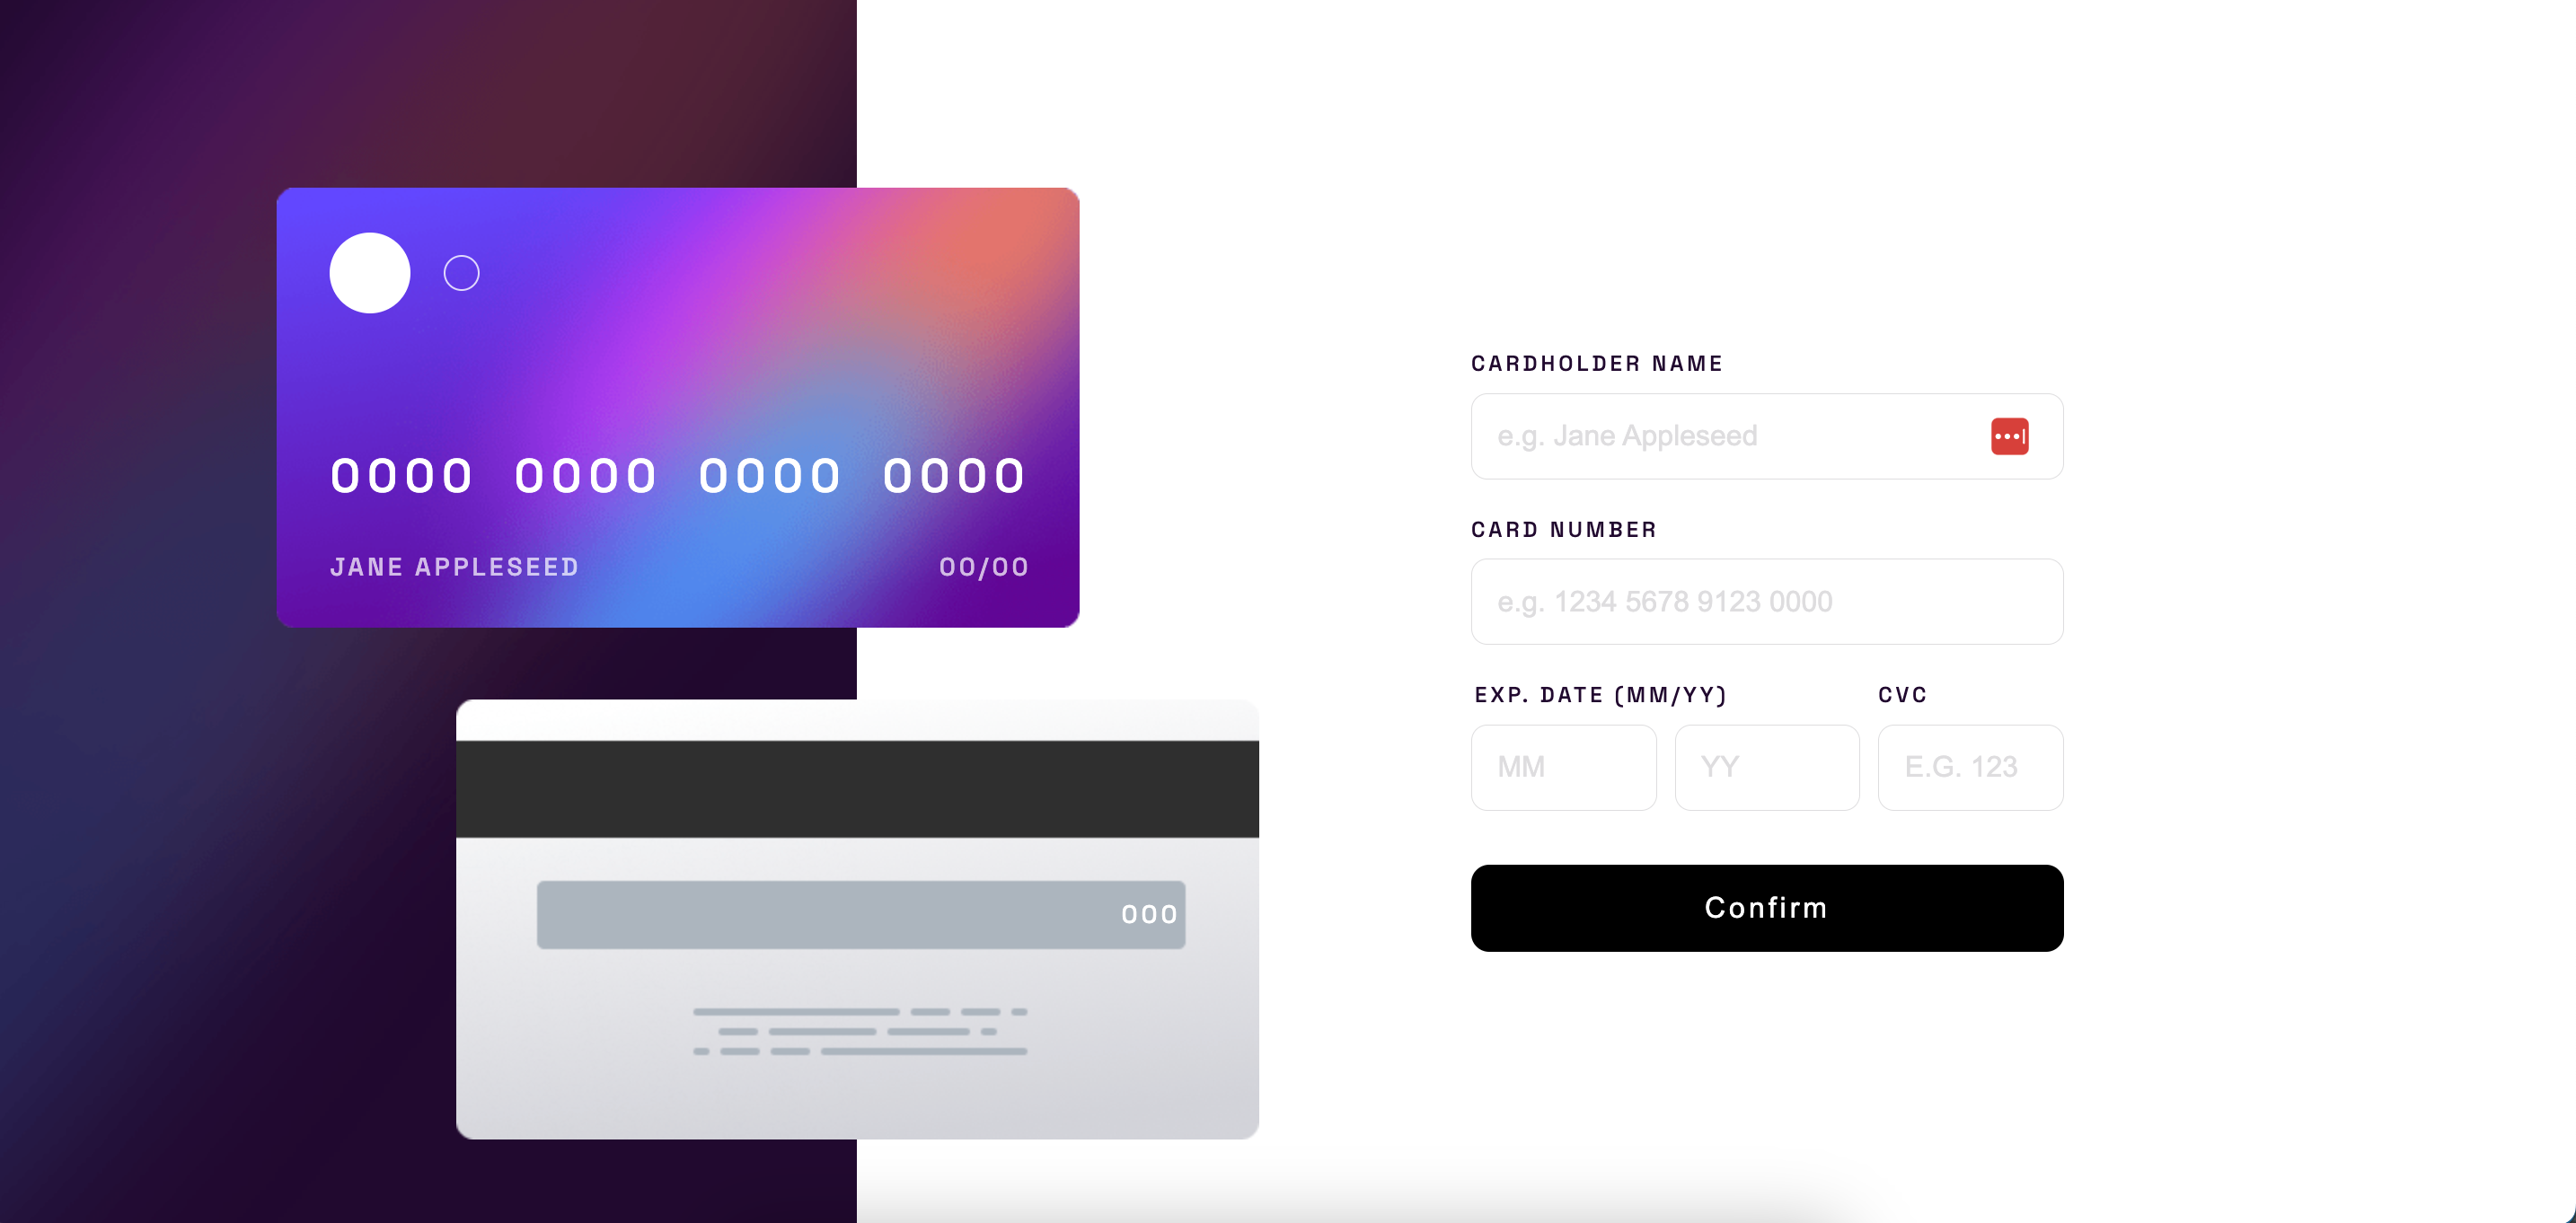 0000 0000 0000 0000
JANE APPLESEED 00/00
000
CARDHOLDER NAME
e.g. Jane Appleseed
CARD NUMBER
e.g. 1234 5678 9123 0000
EXP. DATE (MM/YY) CVC
MM YY E.G. 123
Confirm